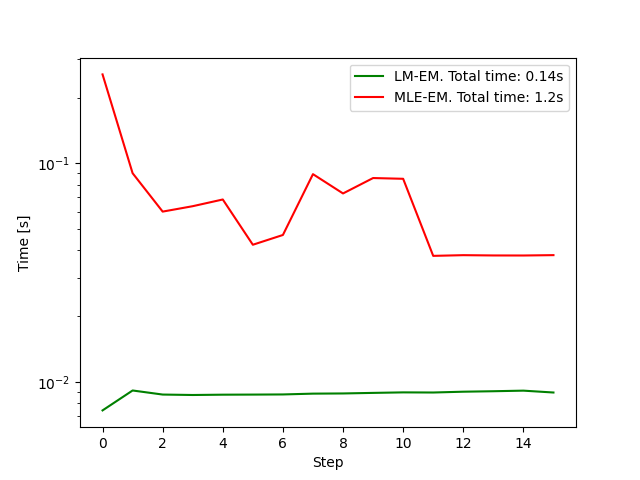 LM-EM. Total time: 0.14s
MLE-EM. Total time: 1.2s
10⁻¹
10⁻²
Time [s]
0 2 4 6 8 10 12 14
Step